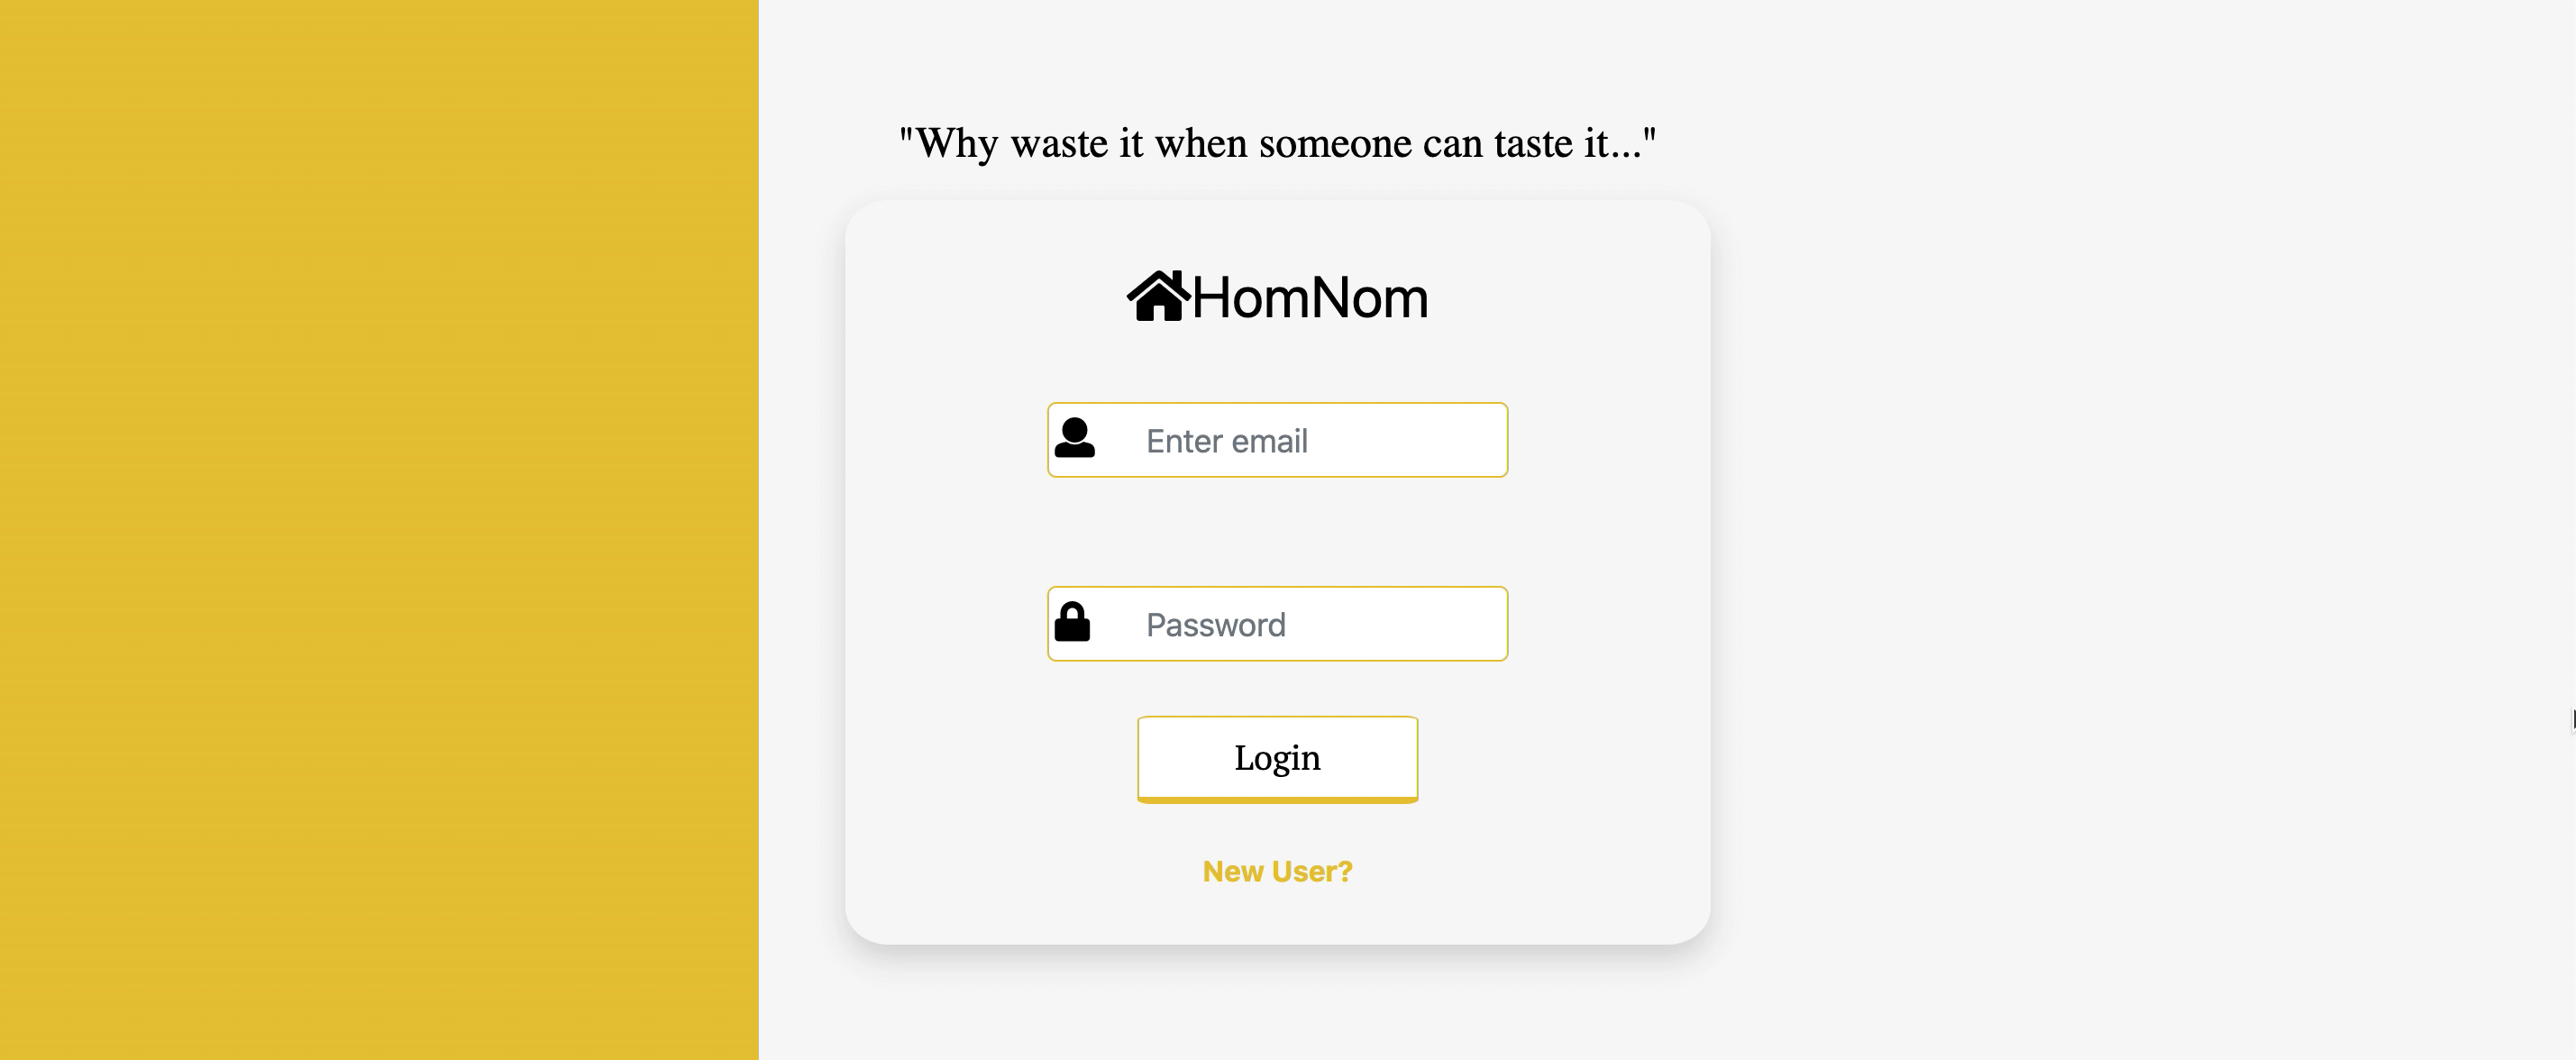 "Why waste it when someone can taste it..."
HomNom
Enter email
Password
Login
New User?